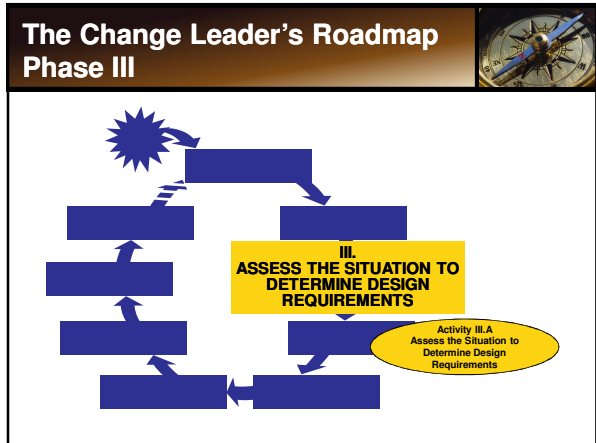 The Change Leader's Roadmap
Phase III
III.
ASSESS THE SITUATION TO
DETERMINE DESIGN
REQUIREMENTS
Activity III.A
Assess the Situation to
Determine Design
Requirements